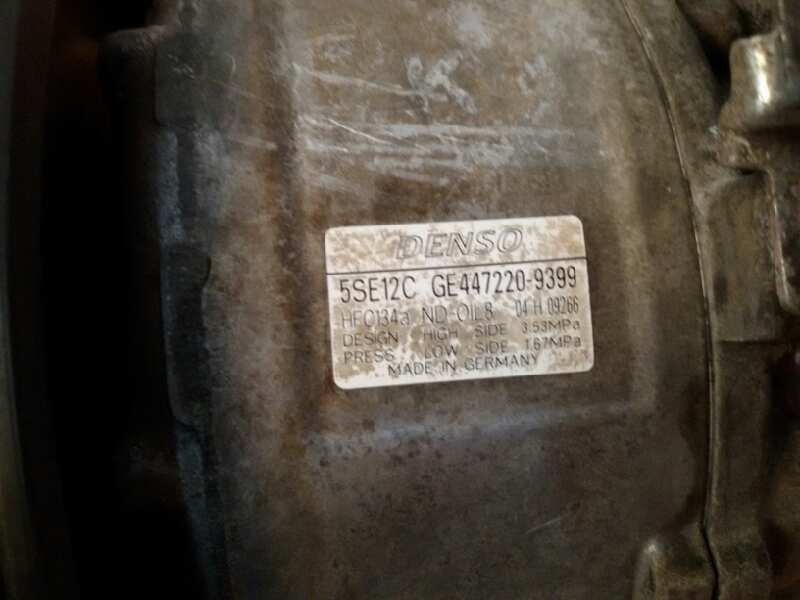 DENSO
5SE12C GE447220-9399
HFC134a ND-OIL8 04 H 09266
DESIGN HIGH SIDE 3.53MPa
PRESS. LOW SIDE 1.67MPa
MADE IN GERMANY